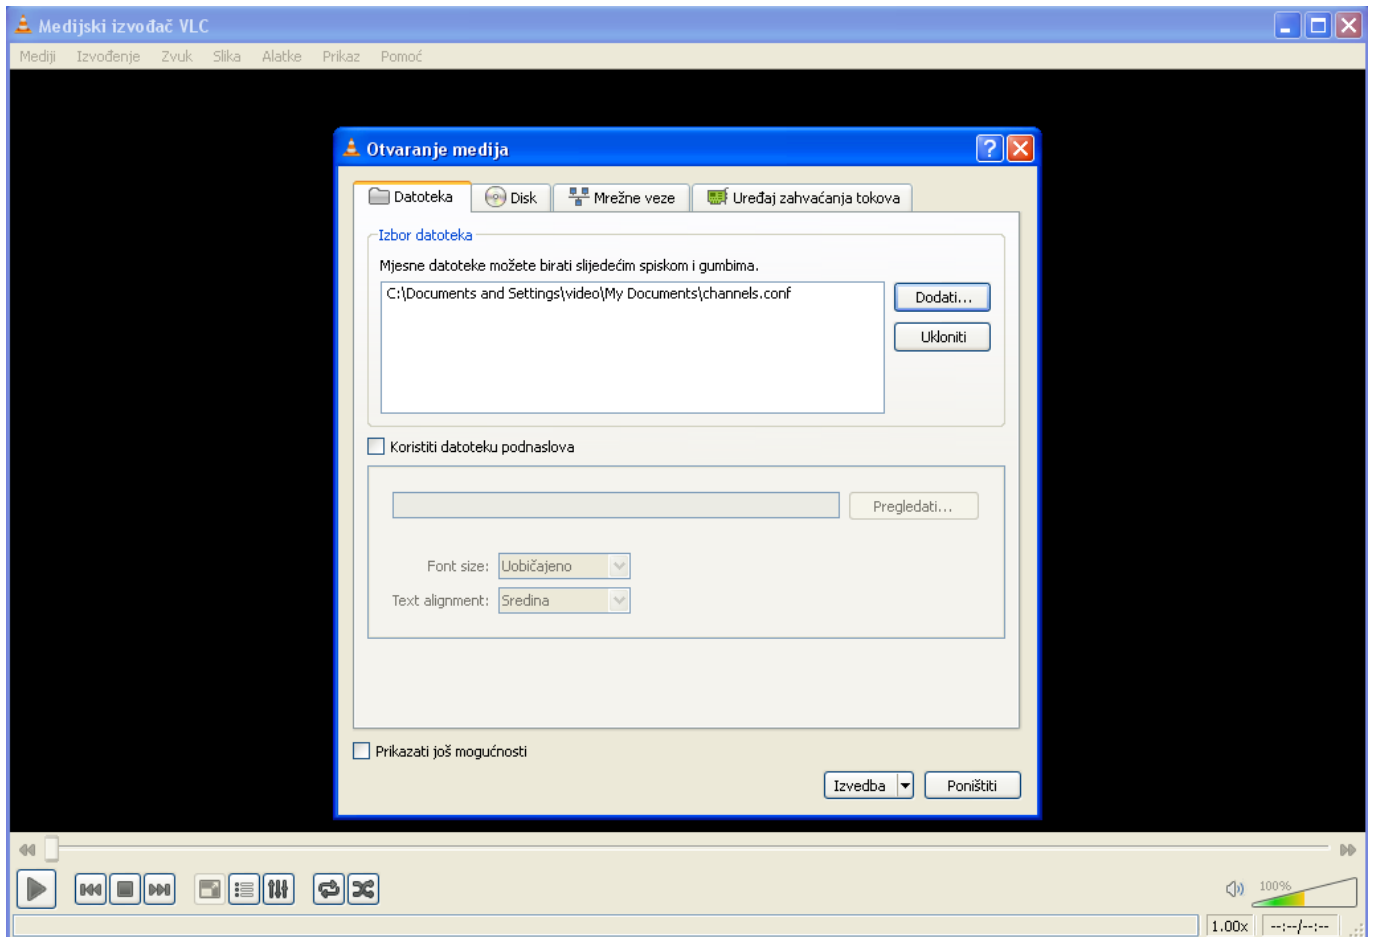 Medijski izvođač VLC
Mediji Izvođenje Zvuk Slika Alatke Prikaz Pomoć
Otvaranje medija
Datoteka Disk Mrežne veze Uređaj zahvaćanja tokova
Izbor datoteka
Mjesne datoteke možete birati slijedećim spiskom i gumbima.
C:\Documents and Settings\video\My Documents\channels.conf
Dodati...
Ukloniti
Koristiti datoteku podnaslova
Pregledati...
Font size: Uobičajeno
Text alignment: Sredina
Prikazati još mogućnosti
Izvedba Poništiti
100%
1.00x --:--/--:--